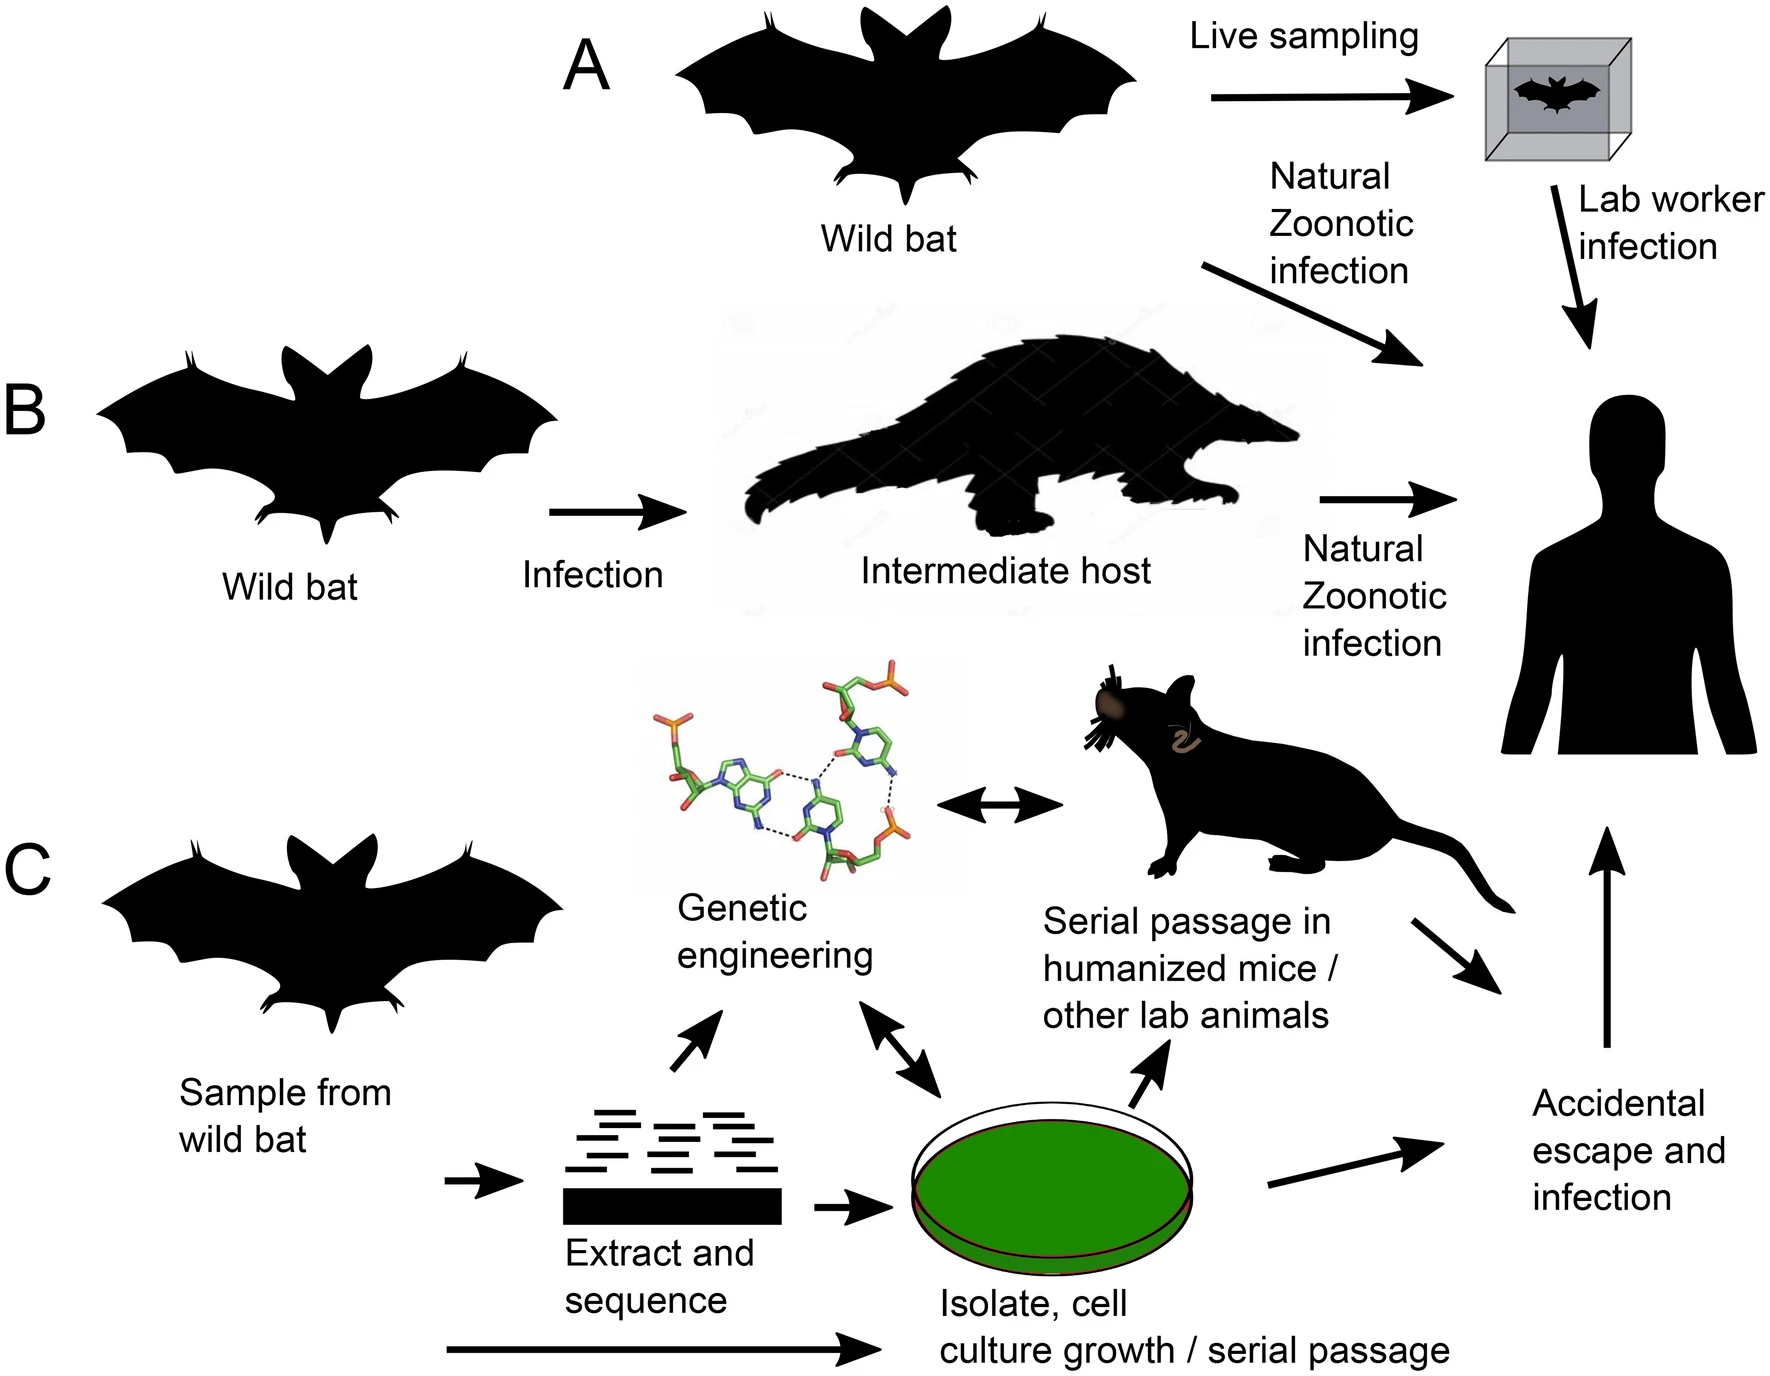 A
Live sampling
Wild bat
Natural
Zoonotic
infection
Lab worker
infection
B
Wild bat
Infection
Intermediate host
Natural
Zoonotic
infection
C
Sample from
wild bat
Genetic
engineering
Serial passage in
humanized mice /
other lab animals
Extract and
sequence
Isolate, cell
culture growth / serial passage
Accidental
escape and
infection